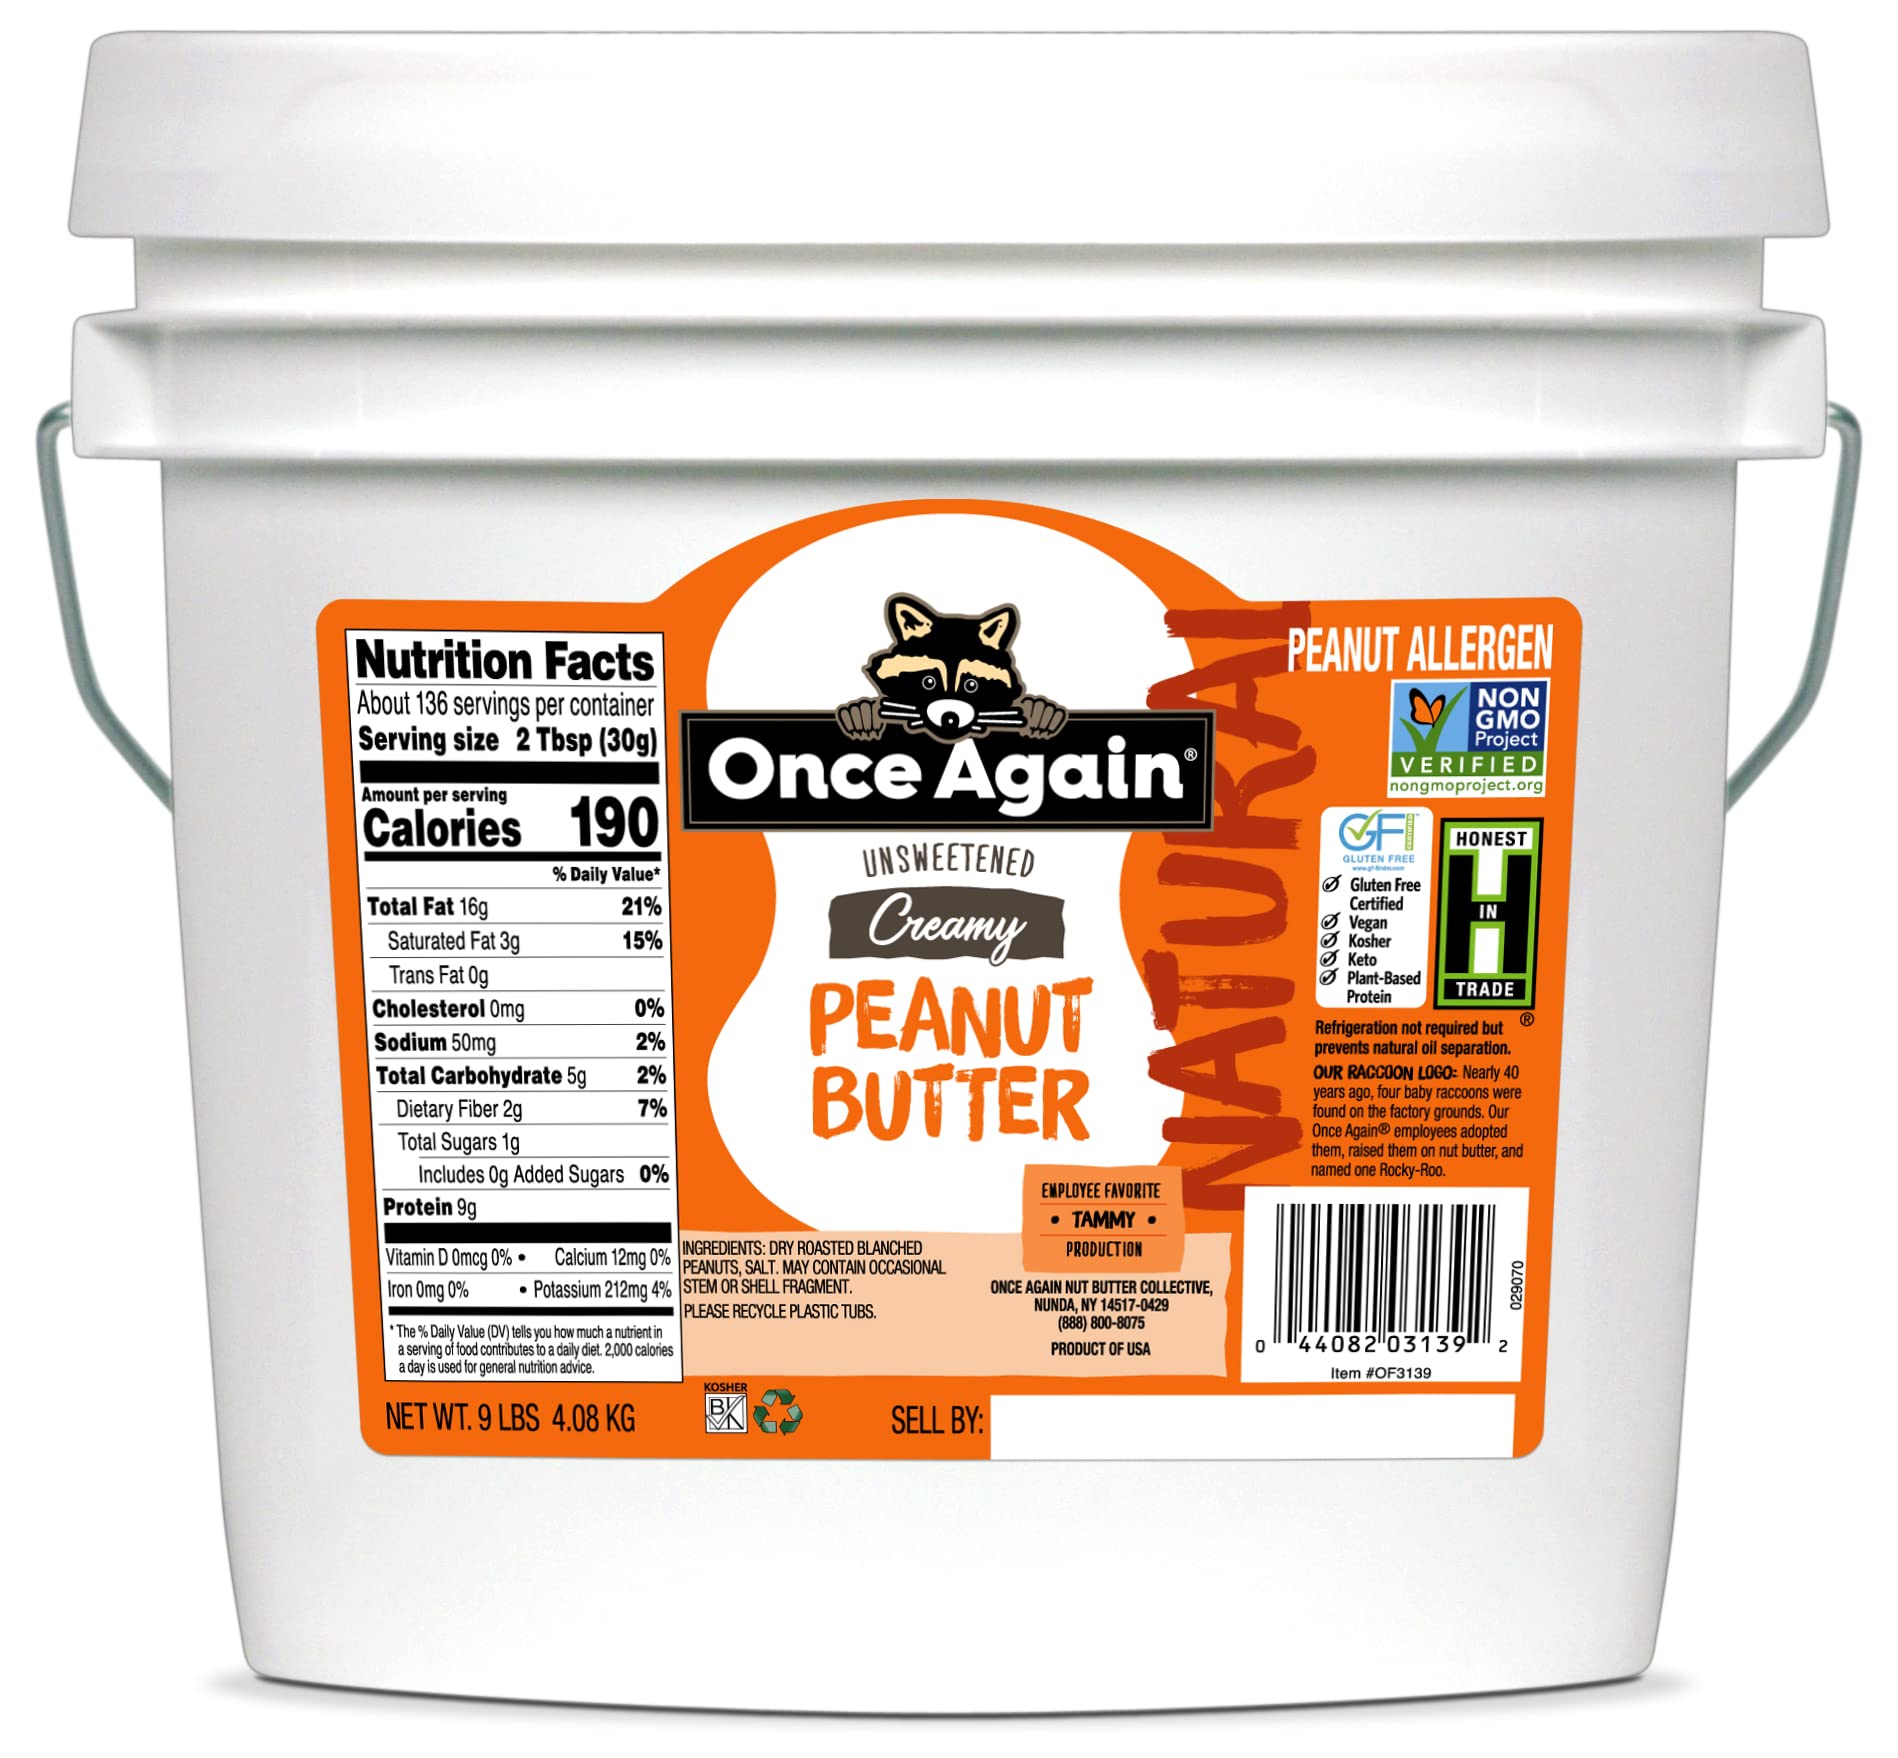 Nutrition Facts
About 136 servings per container
Serving size 2 Tbsp (30g)
Amount per serving
Calories 190
% Daily Value*
Total Fat 16g 21%
Saturated Fat 3g 15%
Trans Fat 0g
Cholesterol 0mg 0%
Sodium 50mg 2%
Total Carbohydrate 5g 2%
Dietary Fiber 2g 7%
Total Sugars 1g
Includes 0g Added Sugars 0%
Protein 9g
Vitamin D 0mcg 0% • Calcium 12mg 0%
Iron 0mg 0% • Potassium 212mg 4%
* The % Daily Value (DV) tells you how much a nutrient in
a serving of food contributes to a daily diet. 2,000 calories
a day is used for general nutrition advice.
NET WT. 9 LBS 4.08 KG
Once Again®
UNSWEETENED
Creamy
PEANUT
BUTTER
NATURAL
EMPLOYEE FAVORITE
• TAMMY •
PRODUCTION
INGREDIENTS: DRY ROASTED BLANCHED
PEANUTS, SALT. MAY CONTAIN OCCASIONAL
STEM OR SHELL FRAGMENT.
PLEASE RECYCLE PLASTIC TUBS.
ONCE AGAIN NUT BUTTER COLLECTIVE,
NUNDA, NY 14517-0429
(888) 800-8075
PRODUCT OF USA
KOSHER
BVK
SELL BY:
PEANUT ALLERGEN
NON
GMO
Project
VERIFIED
nongmoproject.org
GF CERTIFIED™
GLUTEN FREE
www.gf-finder.com
Gluten Free
Certified
Vegan
Kosher
Keto
Plant-Based
Protein
HONEST
IN
TRADE
®
Refrigeration not required but
prevents natural oil separation.
OUR RACCOON LOGO: Nearly 40
years ago, four baby raccoons were
found on the factory grounds. Our
Once Again® employees adopted
them, raised them on nut butter, and
named one Rocky-Roo.
029070
0 44082 03139 2
Item #OF3139